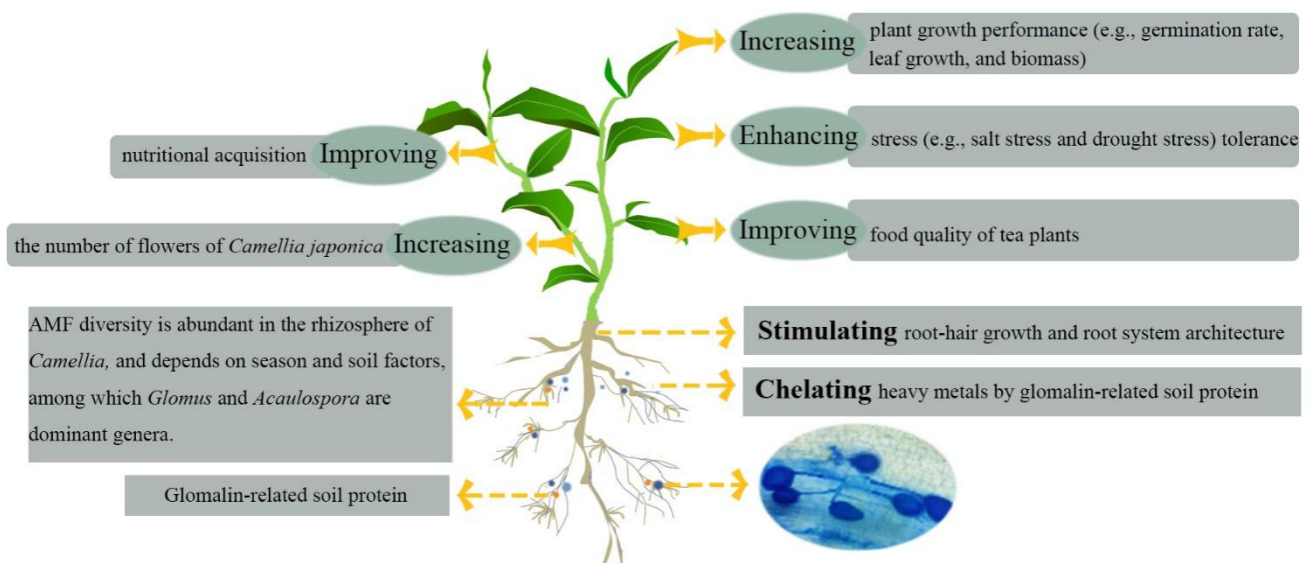 Increasing plant growth performance (e.g., germination rate,
leaf growth, and biomass)
nutritional acquisition Improving
Enhancing stress (e.g., salt stress and drought stress) tolerance
the number of flowers of Camellia japonica Increasing
Improving food quality of tea plants
AMF diversity is abundant in the rhizosphere of
Camellia, and depends on season and soil factors,
among which Glomus and Acaulospora are
dominant genera.
Stimulating root-hair growth and root system architecture
Chelating heavy metals by glomalin-related soil protein
Glomalin-related soil protein